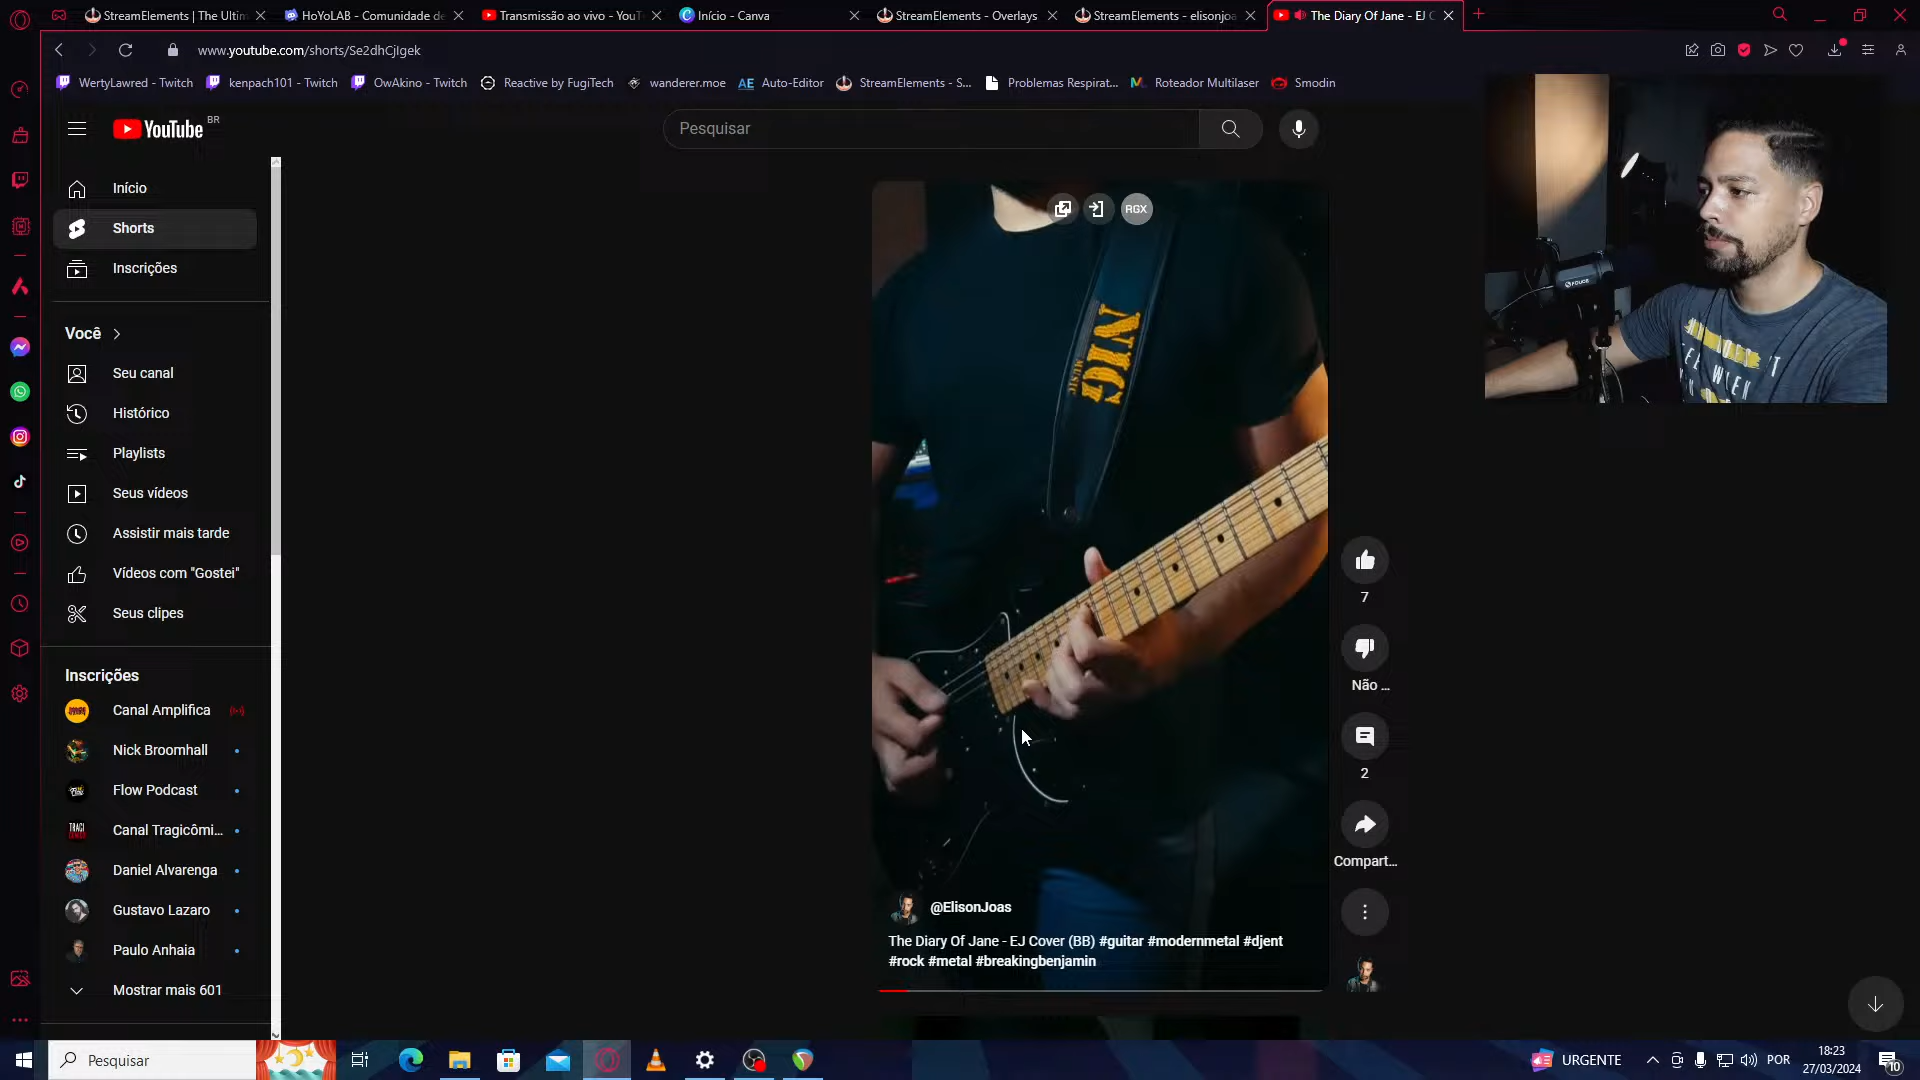 StreamElements | The Ultim
HoYoLAB - Comunidade de
Transmissão ao vivo - YouT
Início - Canva
StreamElements - Overlays
StreamElements - elisonjoa
The Diary Of Jane - EJ C
www.youtube.com/shorts/Se2dhCjIgek
WertyLawred - Twitch
kenpach101 - Twitch
OwAkino - Twitch
Reactive by FugiTech
wanderer.moe
AE Auto-Editor
StreamElements - S...
Problemas Respirat...
Roteador Multilaser
Smodin
YouTube BR
Pesquisar
Início
Shorts
Inscrições
Você
Seu canal
Histórico
Playlists
Seus vídeos
Assistir mais tarde
Vídeos com "Gostei"
Seus clipes
Inscrições
Canal Amplifica
Nick Broomhall
Flow Podcast
Canal Tragicômi...
Daniel Alvarenga
Gustavo Lazaro
Paulo Anhaia
Mostrar mais 601
RGX
NIG
MUSIC
7
Não ...
2
Compart...
@ElisonJoas
The Diary Of Jane - EJ Cover (BB) #guitar #modernmetal #djent
#rock #metal #breakingbenjamin
Pesquisar
URGENTE
POR
18:23
27/03/2024
10